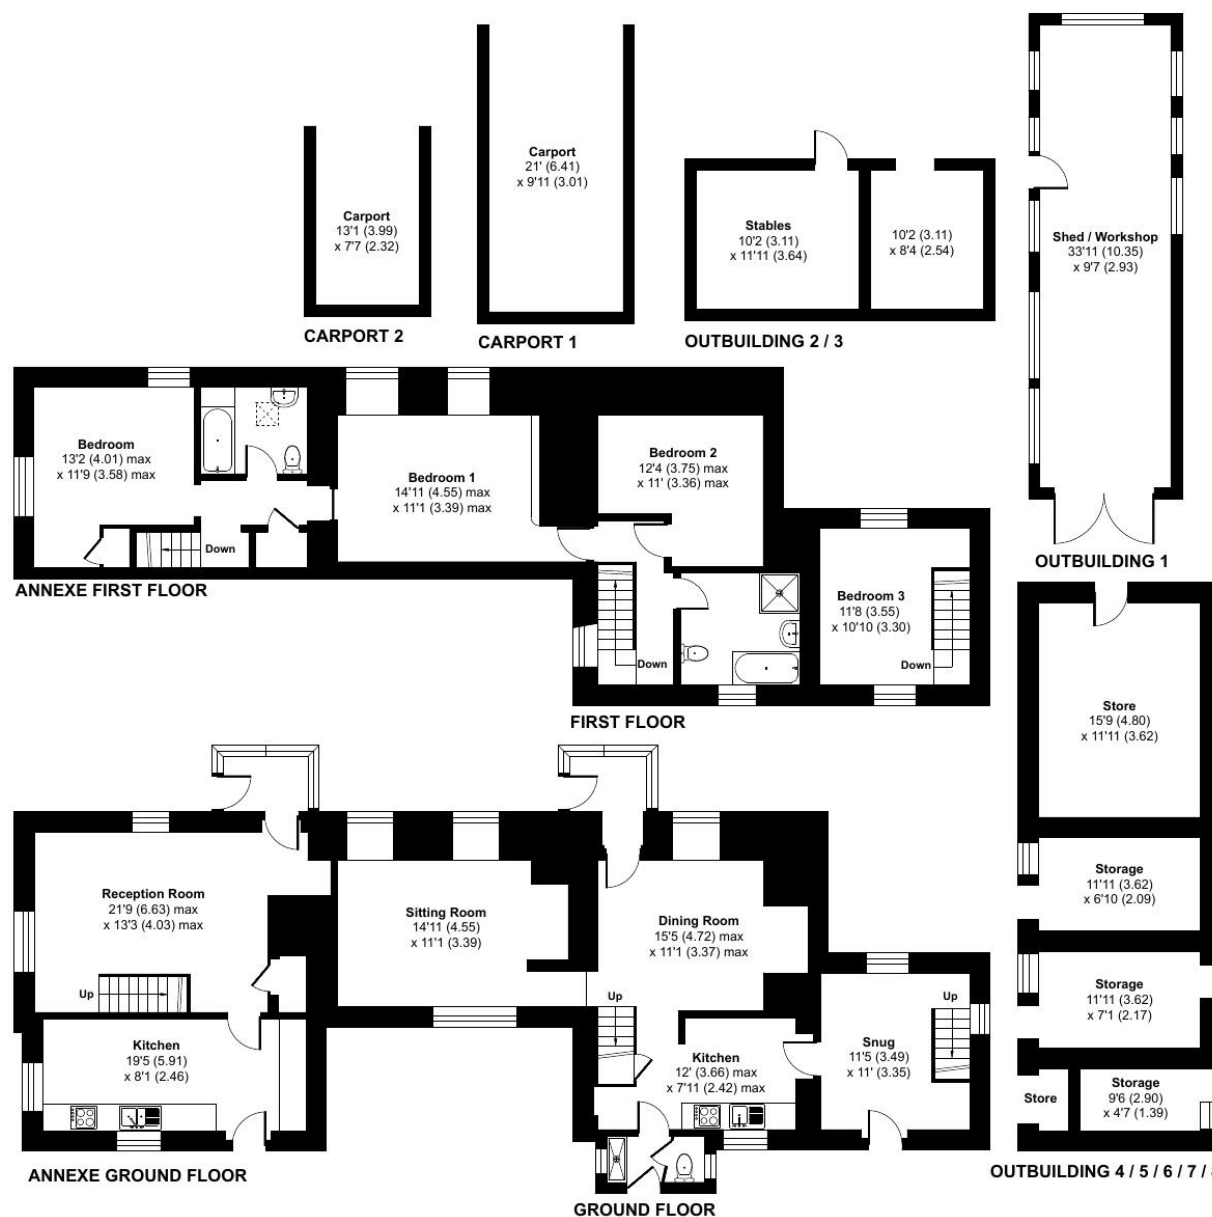 Carport
21' (6.41)
x 9'11 (3.01)
Carport
13'1 (3.99)
x 7'7 (2.32)
Stables
10'2 (3.11)
x 11'11 (3.64)
10'2 (3.11)
x 8'4 (2.54)
Shed / Workshop
33'11 (10.35)
x 9'7 (2.93)
CARPORT 2
CARPORT 1
OUTBUILDING 2 / 3
Bedroom
13'2 (4.01) max
x 11'9 (3.58) max
Down
Bedroom 1
14'11 (4.55) max
x 11'1 (3.39) max
Bedroom 2
12'4 (3.75) max
x 11' (3.36) max
OUTBUILDING 1
ANNEXE FIRST FLOOR
Down
Bedroom 3
11'8 (3.55)
x 10'10 (3.30)
Down
FIRST FLOOR
Store
15'9 (4.80)
x 11'11 (3.62)
Reception Room
21'9 (6.63) max
x 13'3 (4.03) max
Up
Sitting Room
14'11 (4.55)
x 11'1 (3.39)
Dining Room
15'5 (4.72) max
x 11'1 (3.37) max
Up
Storage
11'11 (3.62)
x 6'10 (2.09)
Storage
11'11 (3.62)
x 7'1 (2.17)
Kitchen
19'5 (5.91)
x 8'1 (2.46)
Kitchen
12' (3.66) max
x 7'11 (2.42) max
Snug
11'5 (3.49)
x 11' (3.35)
Up
Store
Storage
9'6 (2.90)
x 4'7 (1.39)
ANNEXE GROUND FLOOR
GROUND FLOOR
OUTBUILDING 4 / 5 / 6 / 7 /